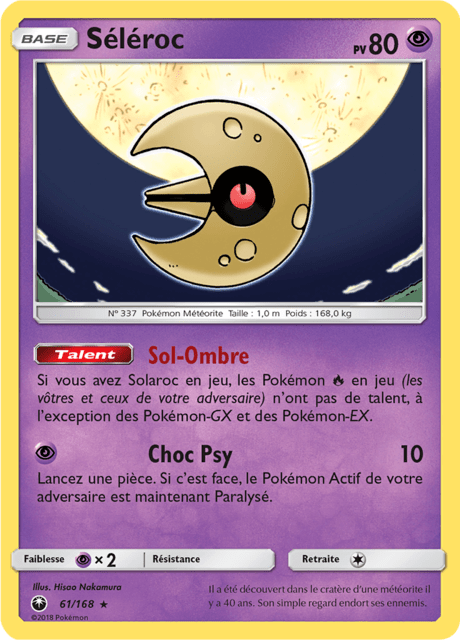 BASE Séléroc PV 80
N° 337 Pokémon Météorite Taille : 1,0 m Poids : 168,0 kg
Talent Sol-Ombre
Si vous avez Solaroc en jeu, les Pokémon en jeu (les
vôtres et ceux de votre adversaire) n'ont pas de talent, à
l'exception des Pokémon-GX et des Pokémon-EX.
Choc Psy 10
Lancez une pièce. Si c'est face, le Pokémon Actif de votre
adversaire est maintenant Paralysé.
Faiblesse ×2 Résistance Retraite
Illus. Hisao Nakamura
61/168 ★
©2018 Pokémon
Il a été découvert dans le cratère d'une météorite il
y a 40 ans. Son simple regard endort ses ennemis.